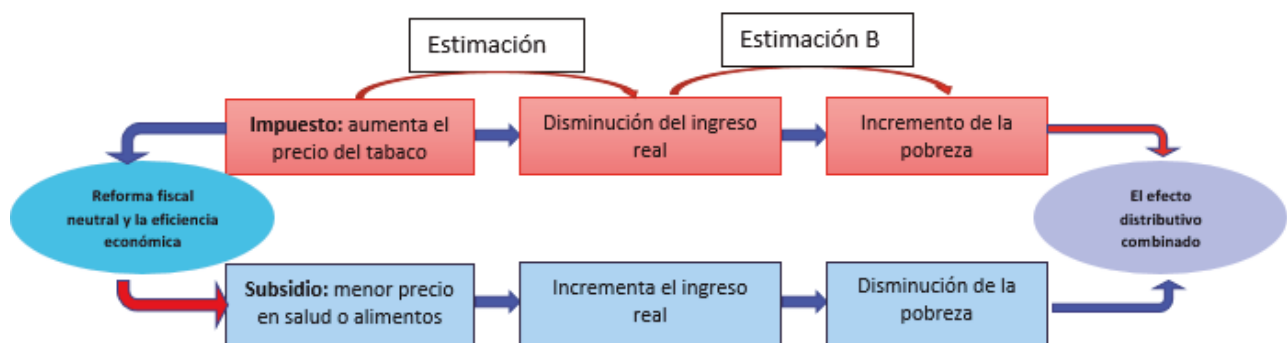 Estimación
Estimación B
Impuesto: aumenta el
precio del tabaco
Disminución del ingreso
real
Incremento de la
pobreza
Reforma fiscal
neutral y la eficiencia
económica
El efecto
distributivo
combinado
Subsidio: menor precio
en salud o alimentos
Incrementa el ingreso
real
Disminución de la
pobreza